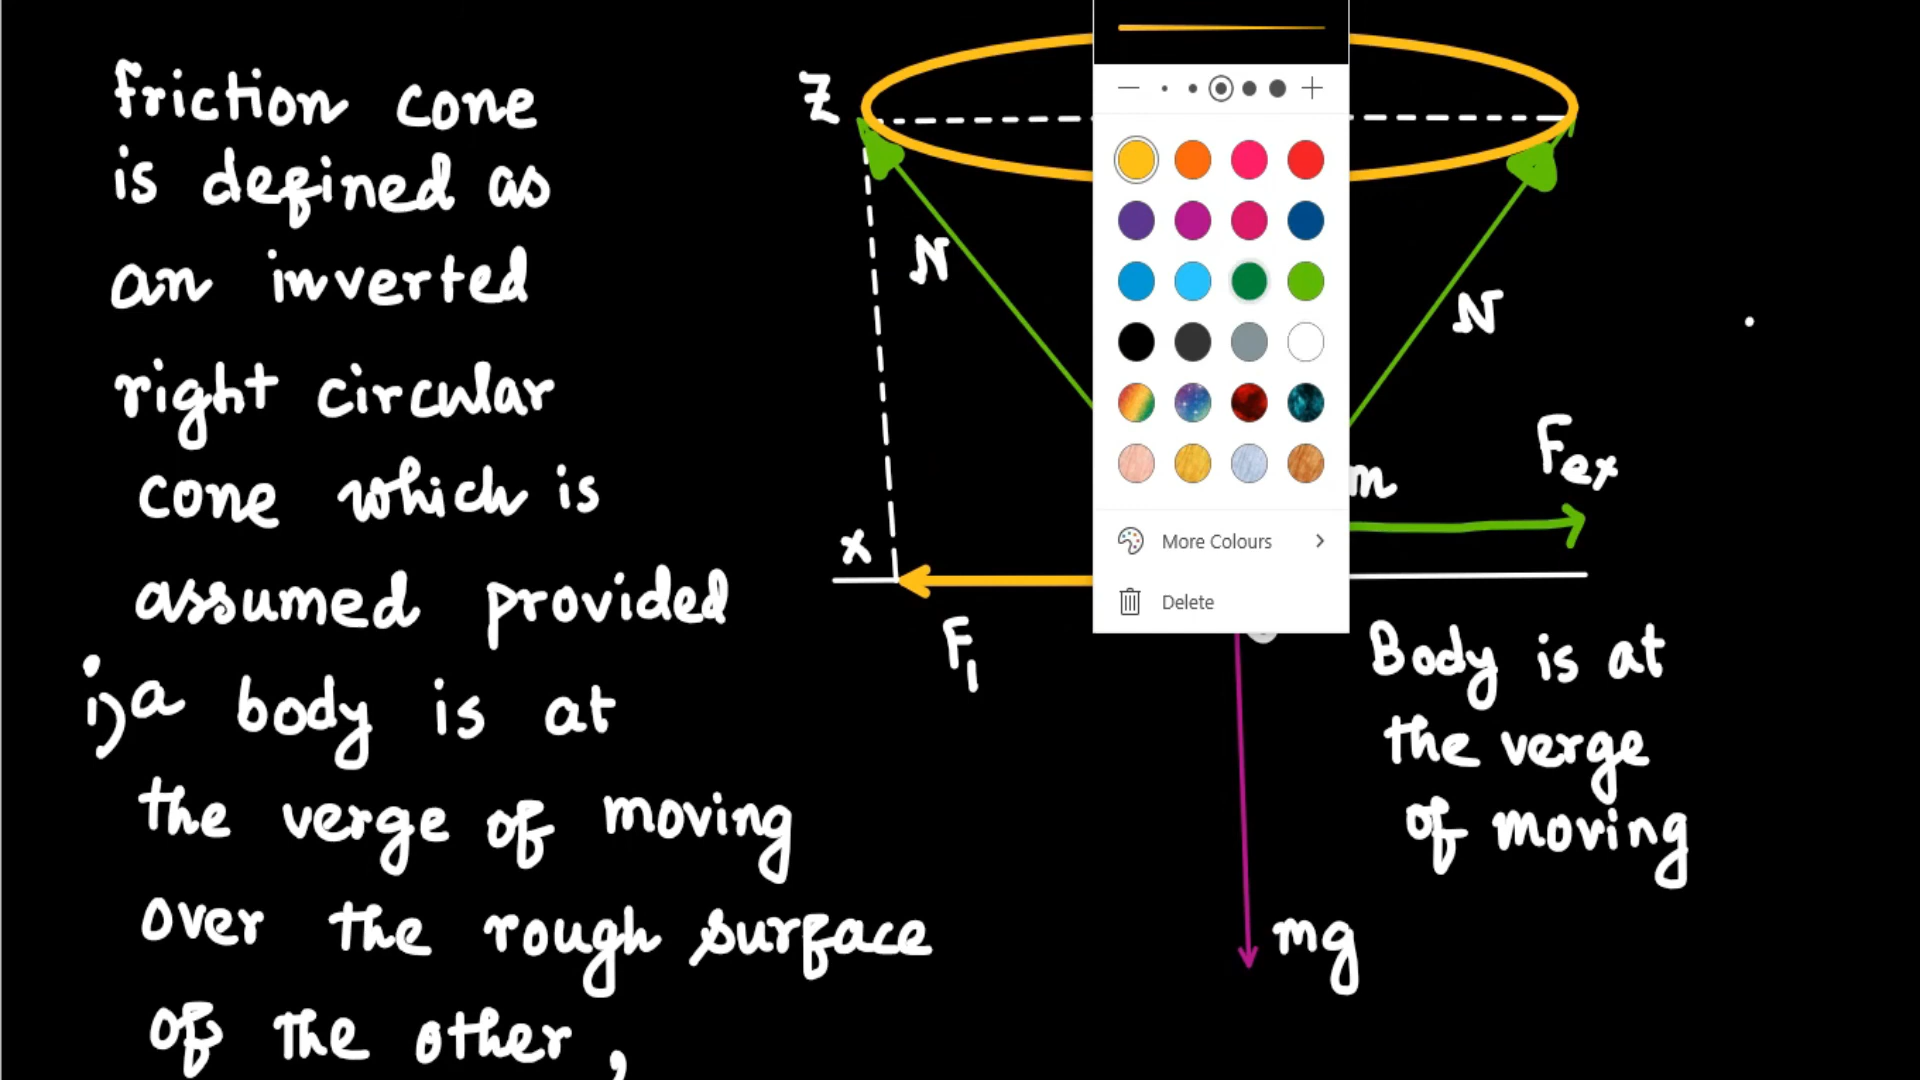 friction cone
is defined as
an inverted
right circular
cone which is
assumed provided
i, a body is at
the verge of moving
over the rough surface
of the other,
Z
N
N
x
m
Fex
F1
Body is at
the verge
of moving
mg
More Colours
Delete